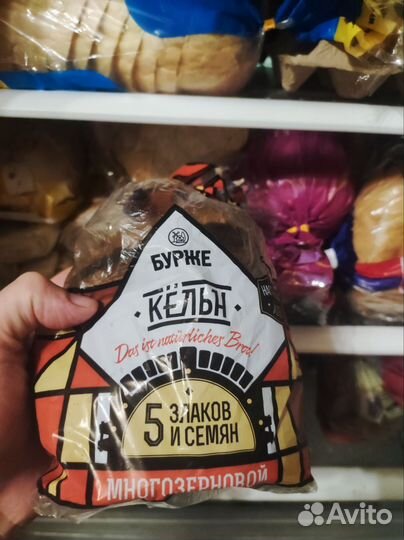 БУРЖЕ
КЁЛЬН
Das ist natürliches Brot!
5 ЗЛАКОВ
И СЕМЯН
МНОГОЗЕРНОВОЙ
Avito